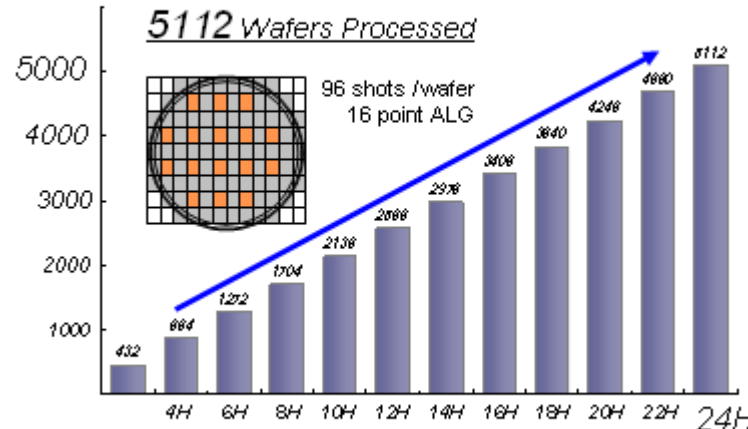 5112 Wafers Processed
96 shots /wafer
16 point ALG
5000
4000
3000
2000
1000
432
864
1272
1704
2136
2568
2976
3408
3840
4248
4680
5112
4H
6H
8H
10H
12H
14H
16H
18H
20H
22H
24H